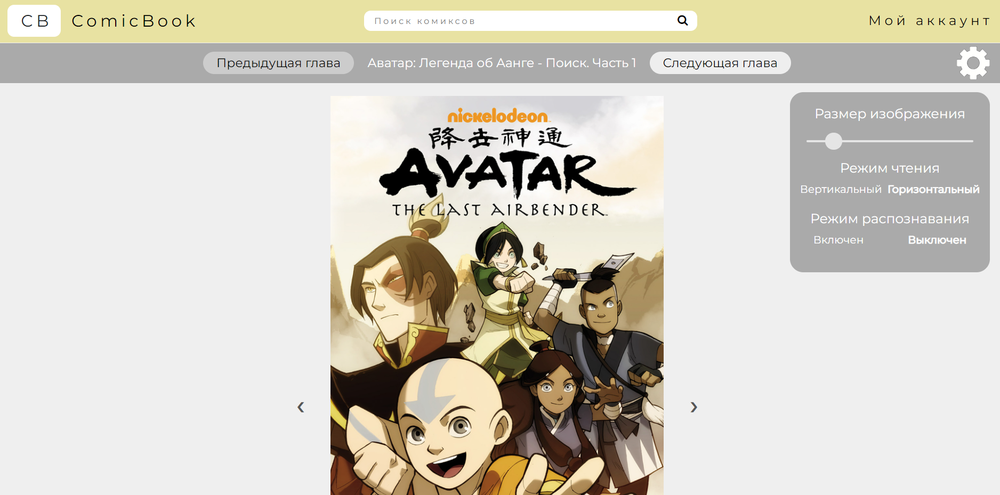 CB ComicBook
Поиск комиксов
Мой аккаунт
Предыдущая глава
Аватар: Легенда об Аанге - Поиск. Часть 1
Следующая глава
nickelodeon
降去神通
AVATAR
THE LAST AIRBENDER
Размер изображения
Режим чтения
Вертикальный Горизонтальный
Режим распознавания
Включен Выключен